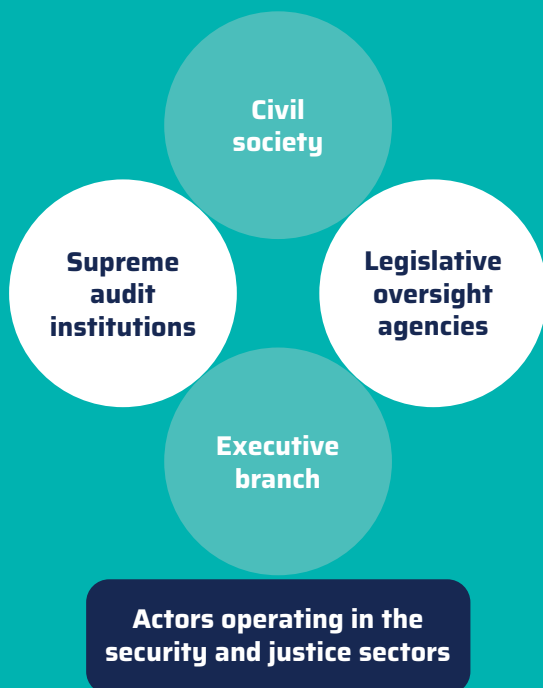 Civil
society
Supreme
audit
institutions
Legislative
oversight
agencies
Executive
branch
Actors operating in the
security and justice sectors